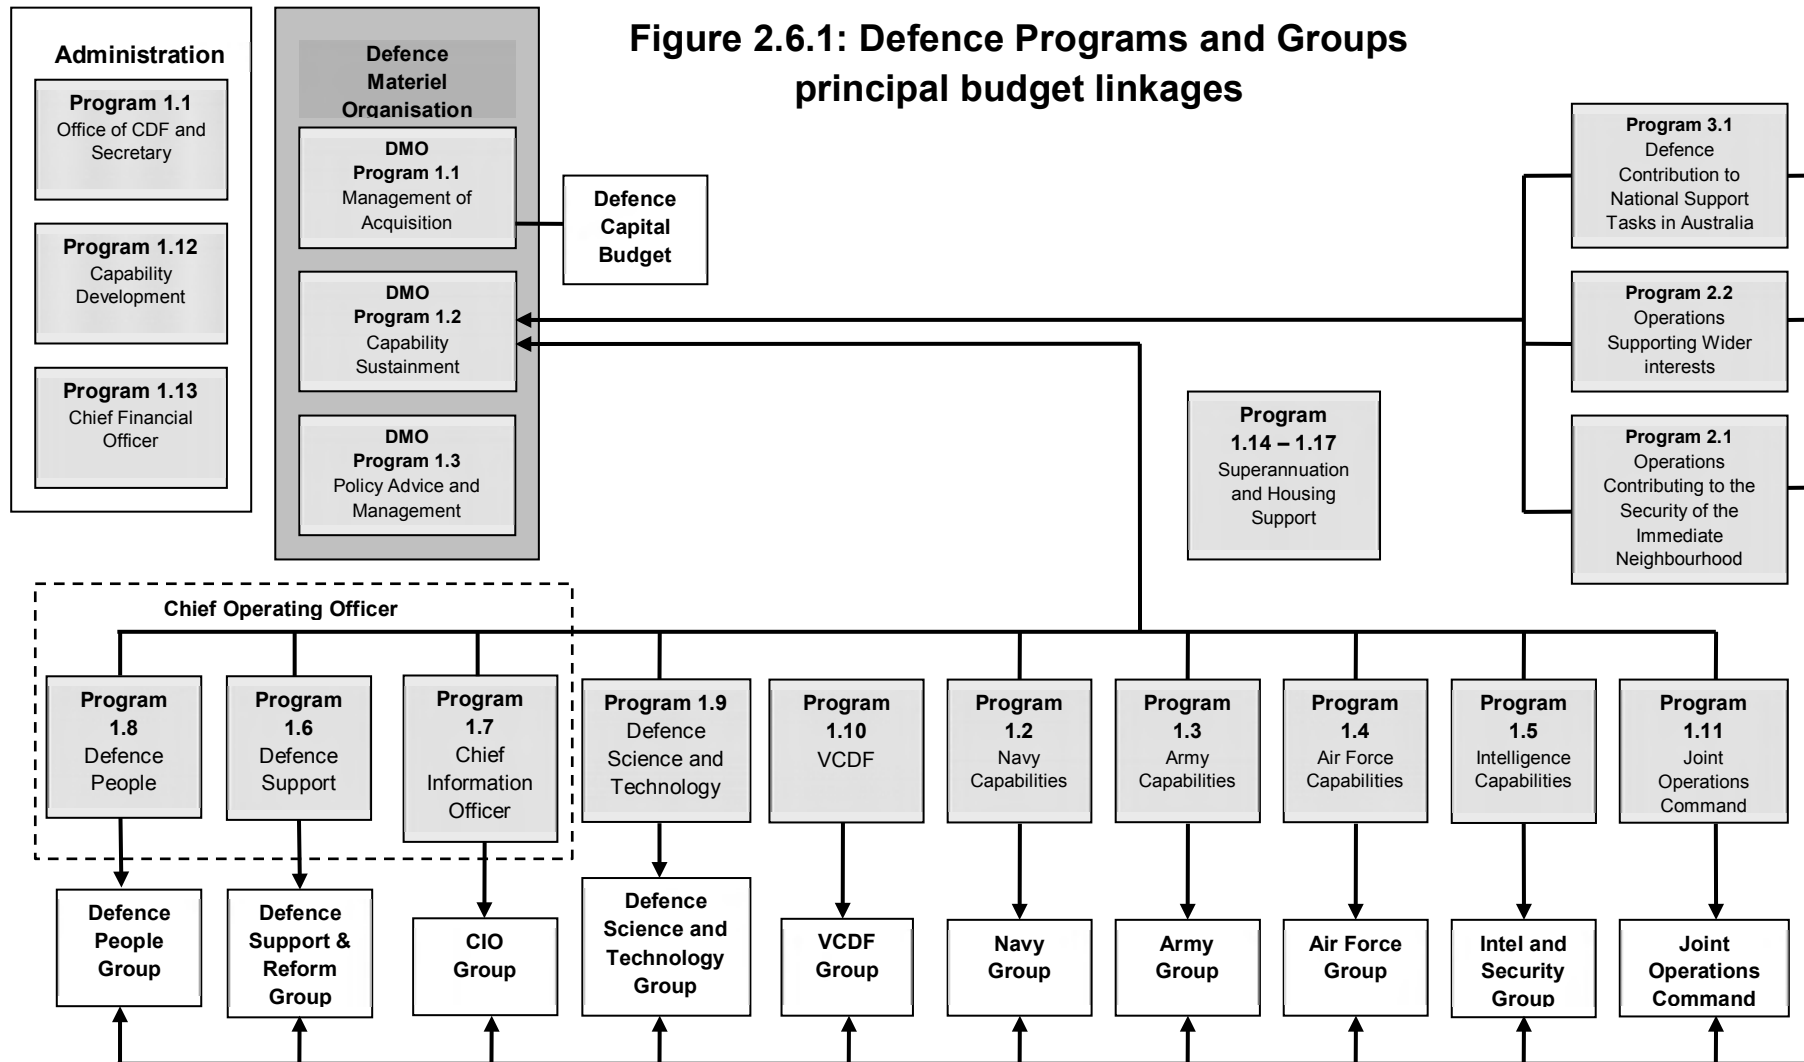 Figure 2.6.1: Defence Programs and Groups
principal budget linkages
Administration
Program 1.1
Office of CDF and
Secretary
Program 1.12
Capability
Development
Program 1.13
Chief Financial
Officer
Defence
Materiel
Organisation
DMO
Program 1.1
Management of
Acquisition
DMO
Program 1.2
Capability
Sustainment
DMO
Program 1.3
Policy Advice and
Management
Defence
Capital
Budget
Program
1.14 – 1.17
Superannuation
and Housing
Support
Program 3.1
Defence
Contribution to
National Support
Tasks in Australia
Program 2.2
Operations
Supporting Wider
interests
Program 2.1
Operations
Contributing to the
Security of the
Immediate
Neighbourhood
Chief Operating Officer
Program
1.8
Defence
People
Program
1.6
Defence
Support
Program
1.7
Chief
Information
Officer
Program 1.9
Defence
Science and
Technology
Program
1.10
VCDF
Program
1.2
Navy
Capabilities
Program
1.3
Army
Capabilities
Program
1.4
Air Force
Capabilities
Program
1.5
Intelligence
Capabilities
Program
1.11
Joint
Operations
Command
Defence
People
Group
Defence
Support &
Reform
Group
CIO
Group
Defence
Science and
Technology
Group
VCDF
Group
Navy
Group
Army
Group
Air Force
Group
Intel and
Security
Group
Joint
Operations
Command